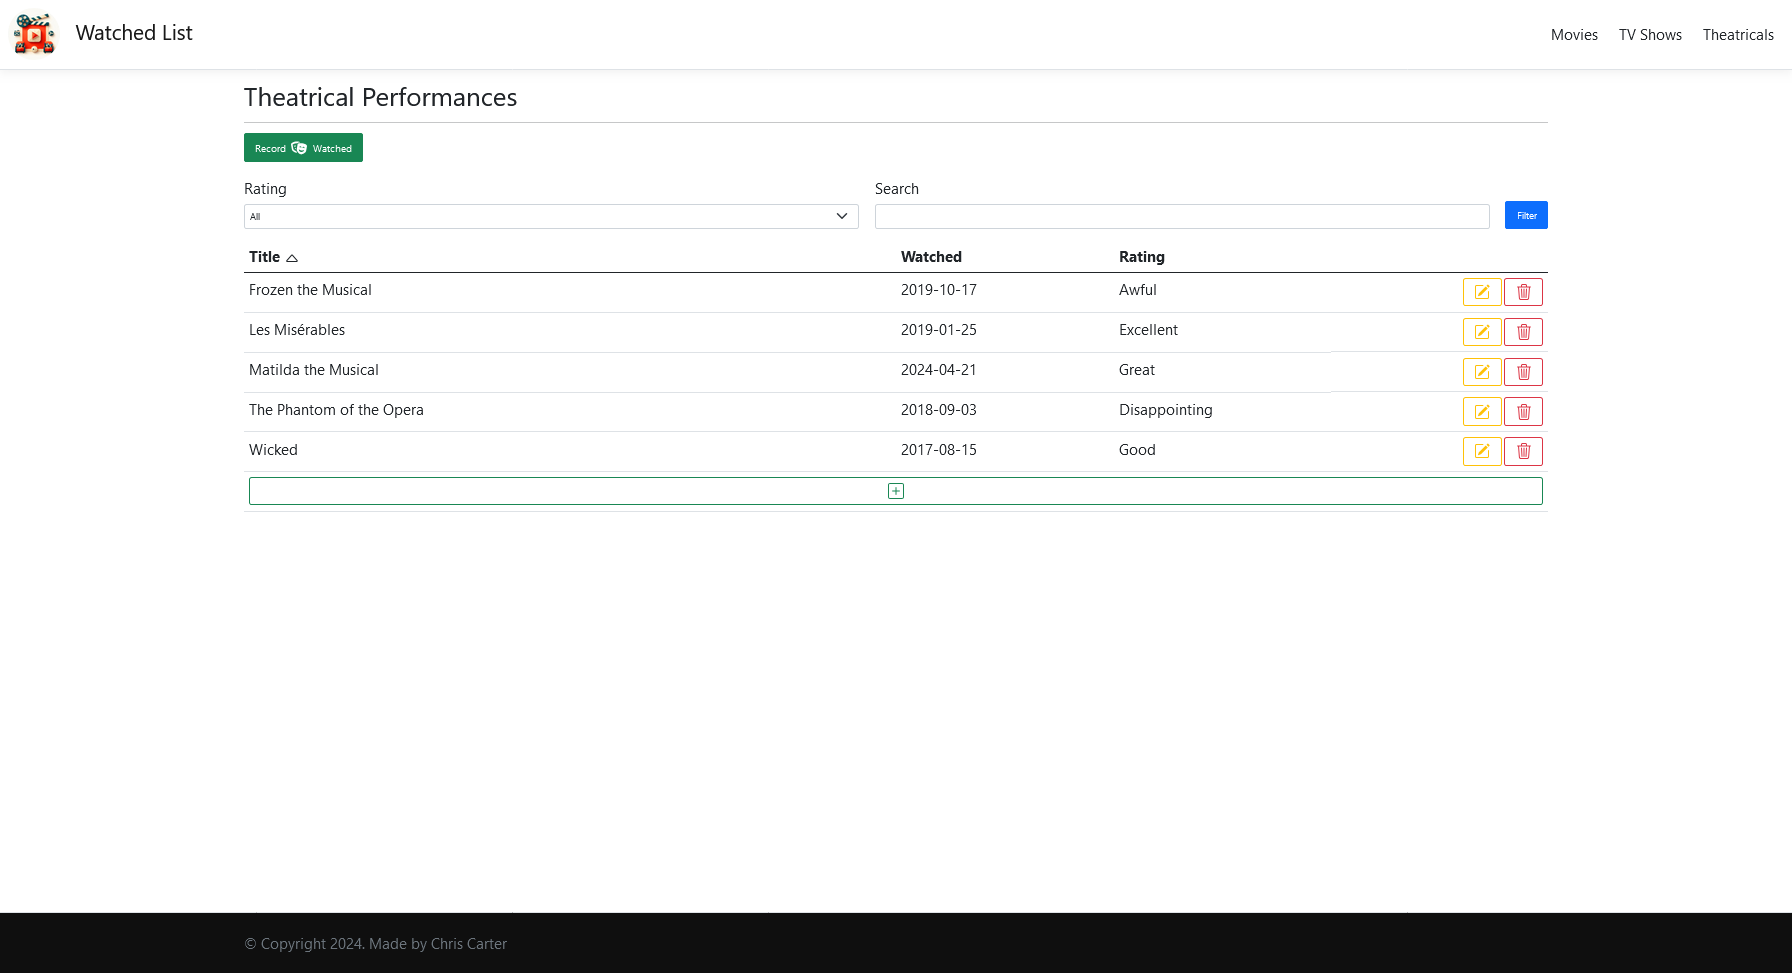 Watched List
Movies TV Shows Theatricals
Theatrical Performances
Record Watched
Rating Search
All Filter
Title Watched Rating
Frozen the Musical 2019-10-17 Awful
Les Misérables 2019-01-25 Excellent
Matilda the Musical 2024-04-21 Great
The Phantom of the Opera 2018-09-03 Disappointing
Wicked 2017-08-15 Good
© Copyright 2024. Made by Chris Carter